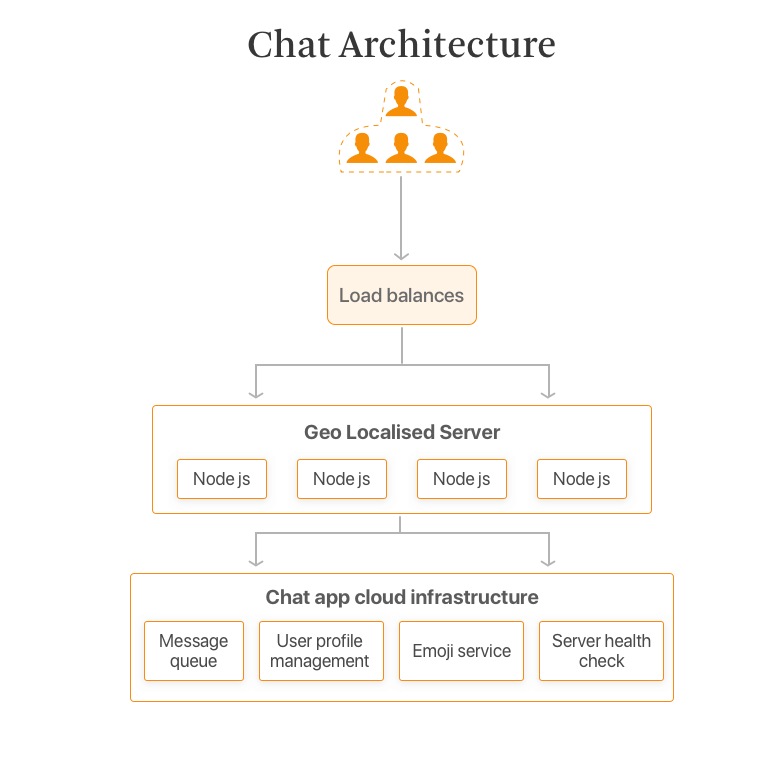 Chat Architecture
Load balances
Geo Localised Server
Node js
Node js
Node js
Node js
Chat app cloud infrastructure
Message
queue
User profile
management
Emoji service
Server health
check